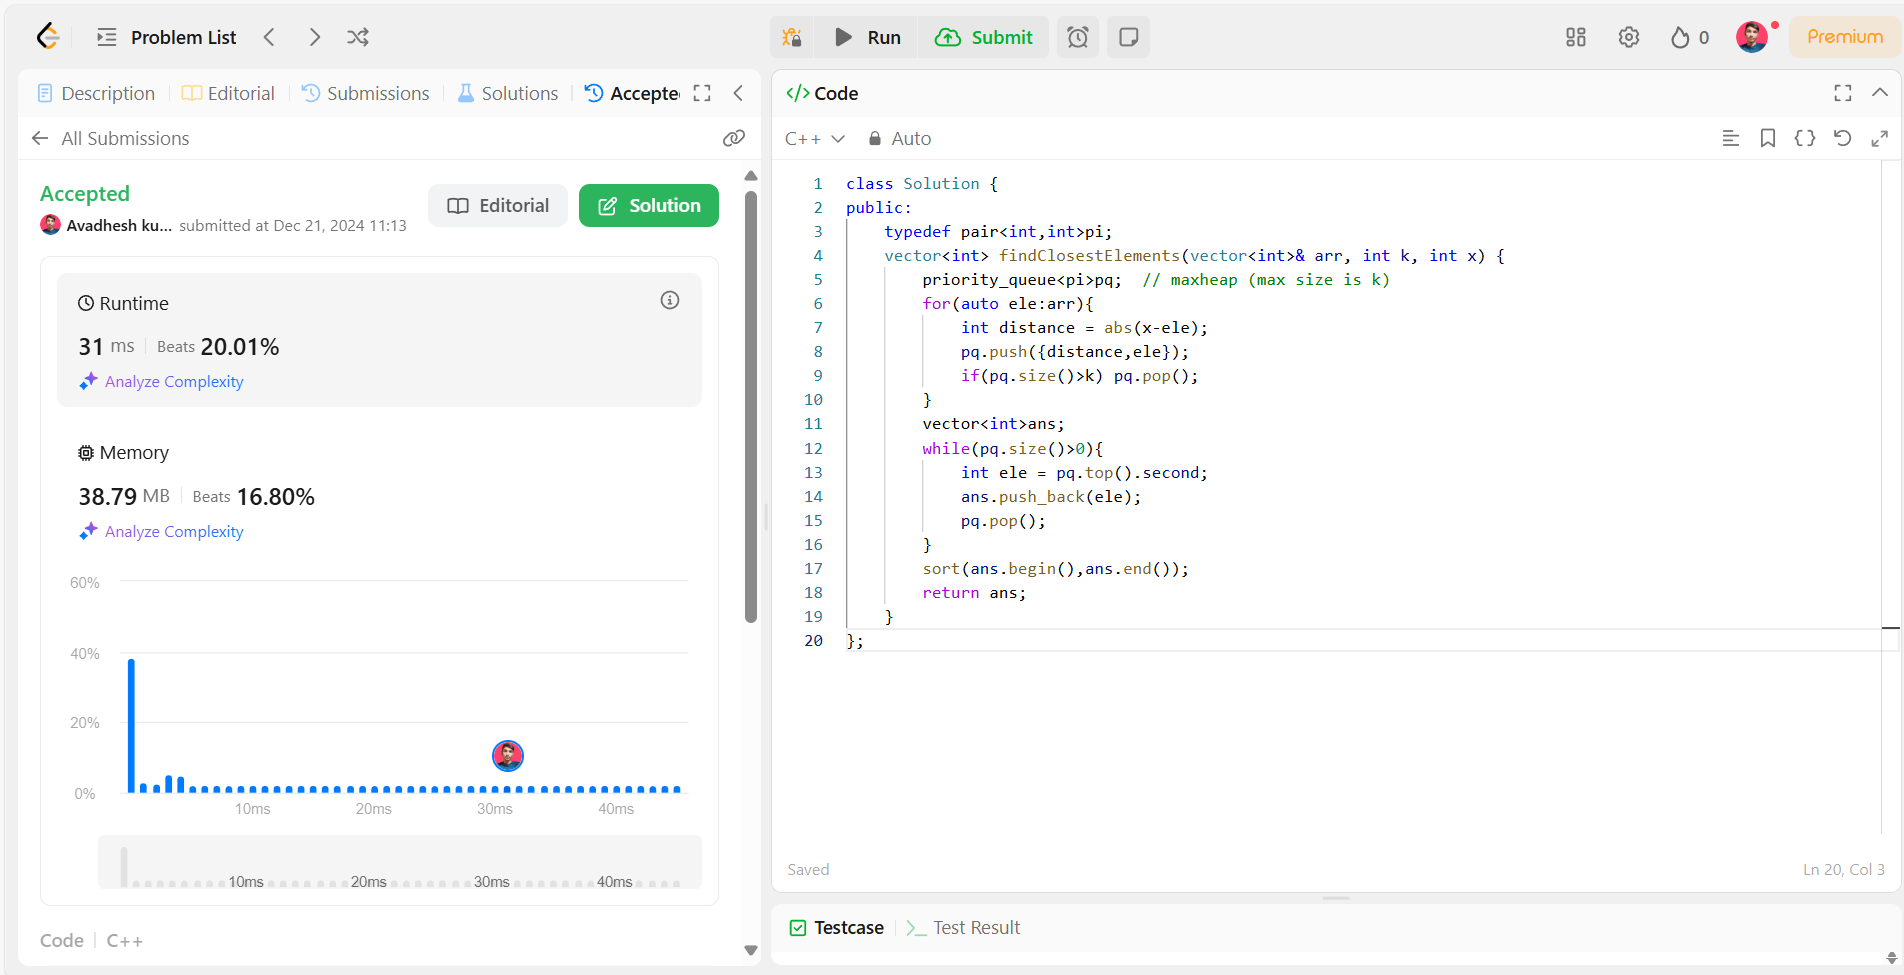 Problem List
Run
Submit
0
Premium
Description
Editorial
Submissions
Solutions
Accepte
All Submissions
Accepted
Editorial
Solution
Avadhesh ku... submitted at Dec 21, 2024 11:13
Runtime
31 ms Beats 20.01%
Analyze Complexity
Memory
38.79 MB Beats 16.80%
Analyze Complexity
60%
40%
20%
0%
10ms 20ms 30ms 40ms
10ms 20ms 30ms 40ms
Code C++
</> Code
C++ Auto
1 class Solution {
2 public:
3 typedef pair<int,int>pi;
4 vector<int> findClosestElements(vector<int>& arr, int k, int x) {
5 priority_queue<pi>pq; // maxheap (max size is k)
6 for(auto ele:arr){
7 int distance = abs(x-ele);
8 pq.push({distance,ele});
9 if(pq.size()>k) pq.pop();
10 }
11 vector<int>ans;
12 while(pq.size()>0){
13 int ele = pq.top().second;
14 ans.push_back(ele);
15 pq.pop();
16 }
17 sort(ans.begin(),ans.end());
18 return ans;
19 }
20 };
Saved
Ln 20, Col 3
Testcase
Test Result